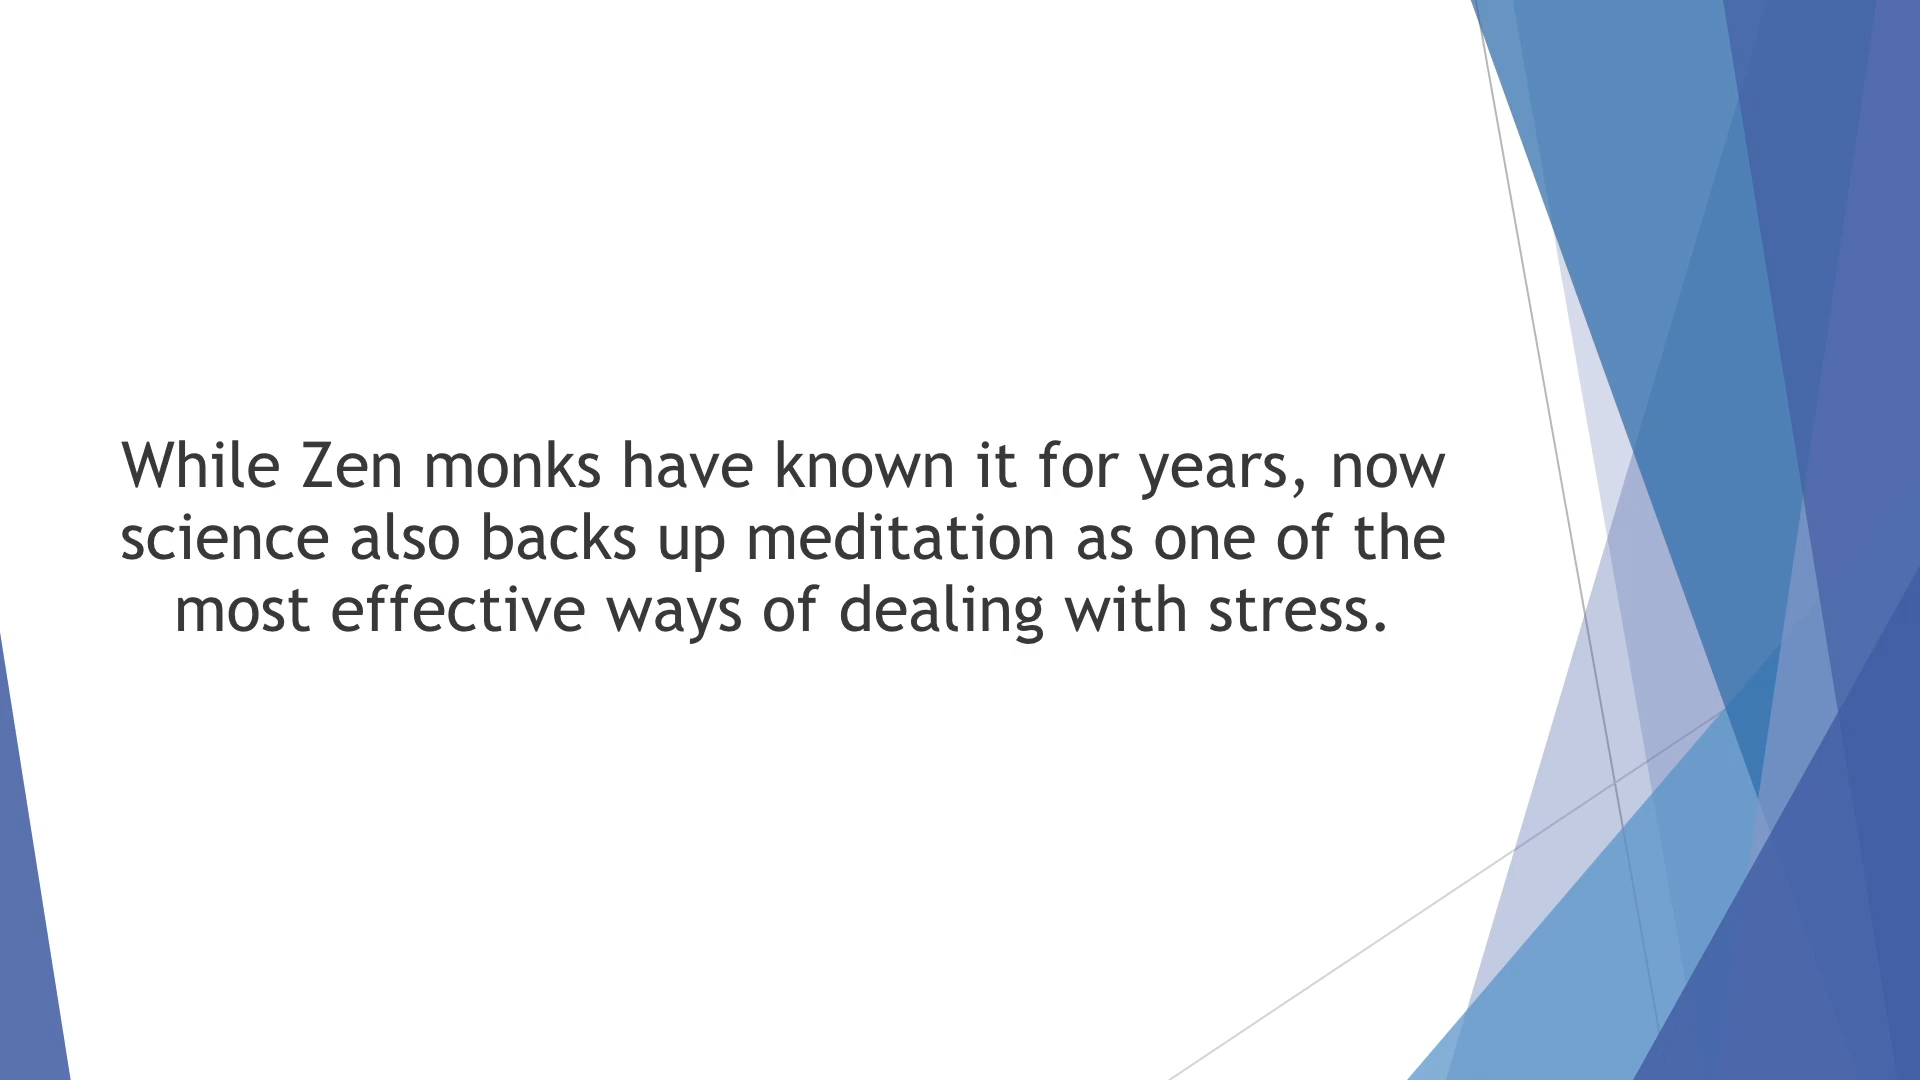 While Zen monks have known it for years, now
science also backs up meditation as one of the
most effective ways of dealing with stress.